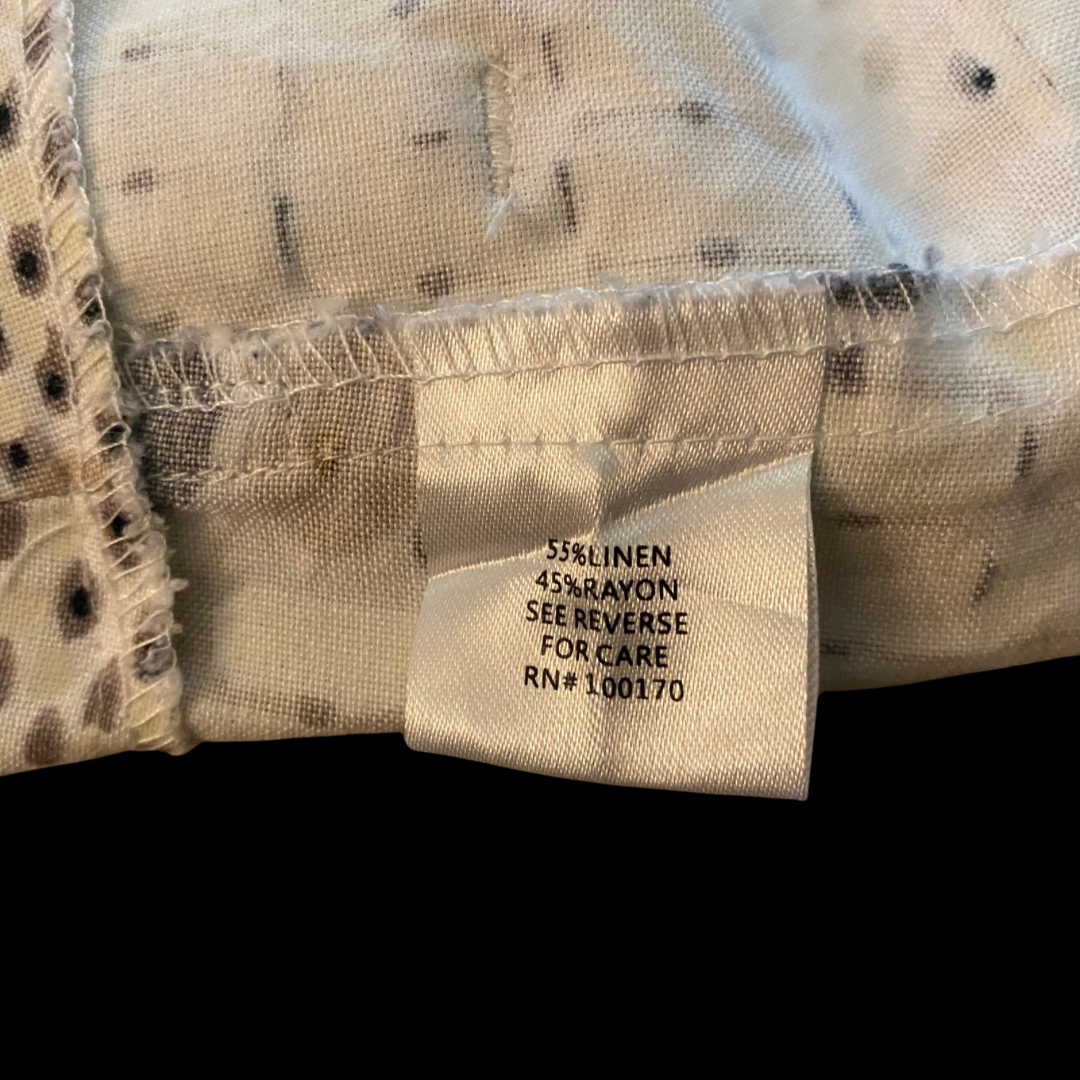 55%LINEN
45%RAYON
SEE REVERSE
FOR CARE
RN# 100170